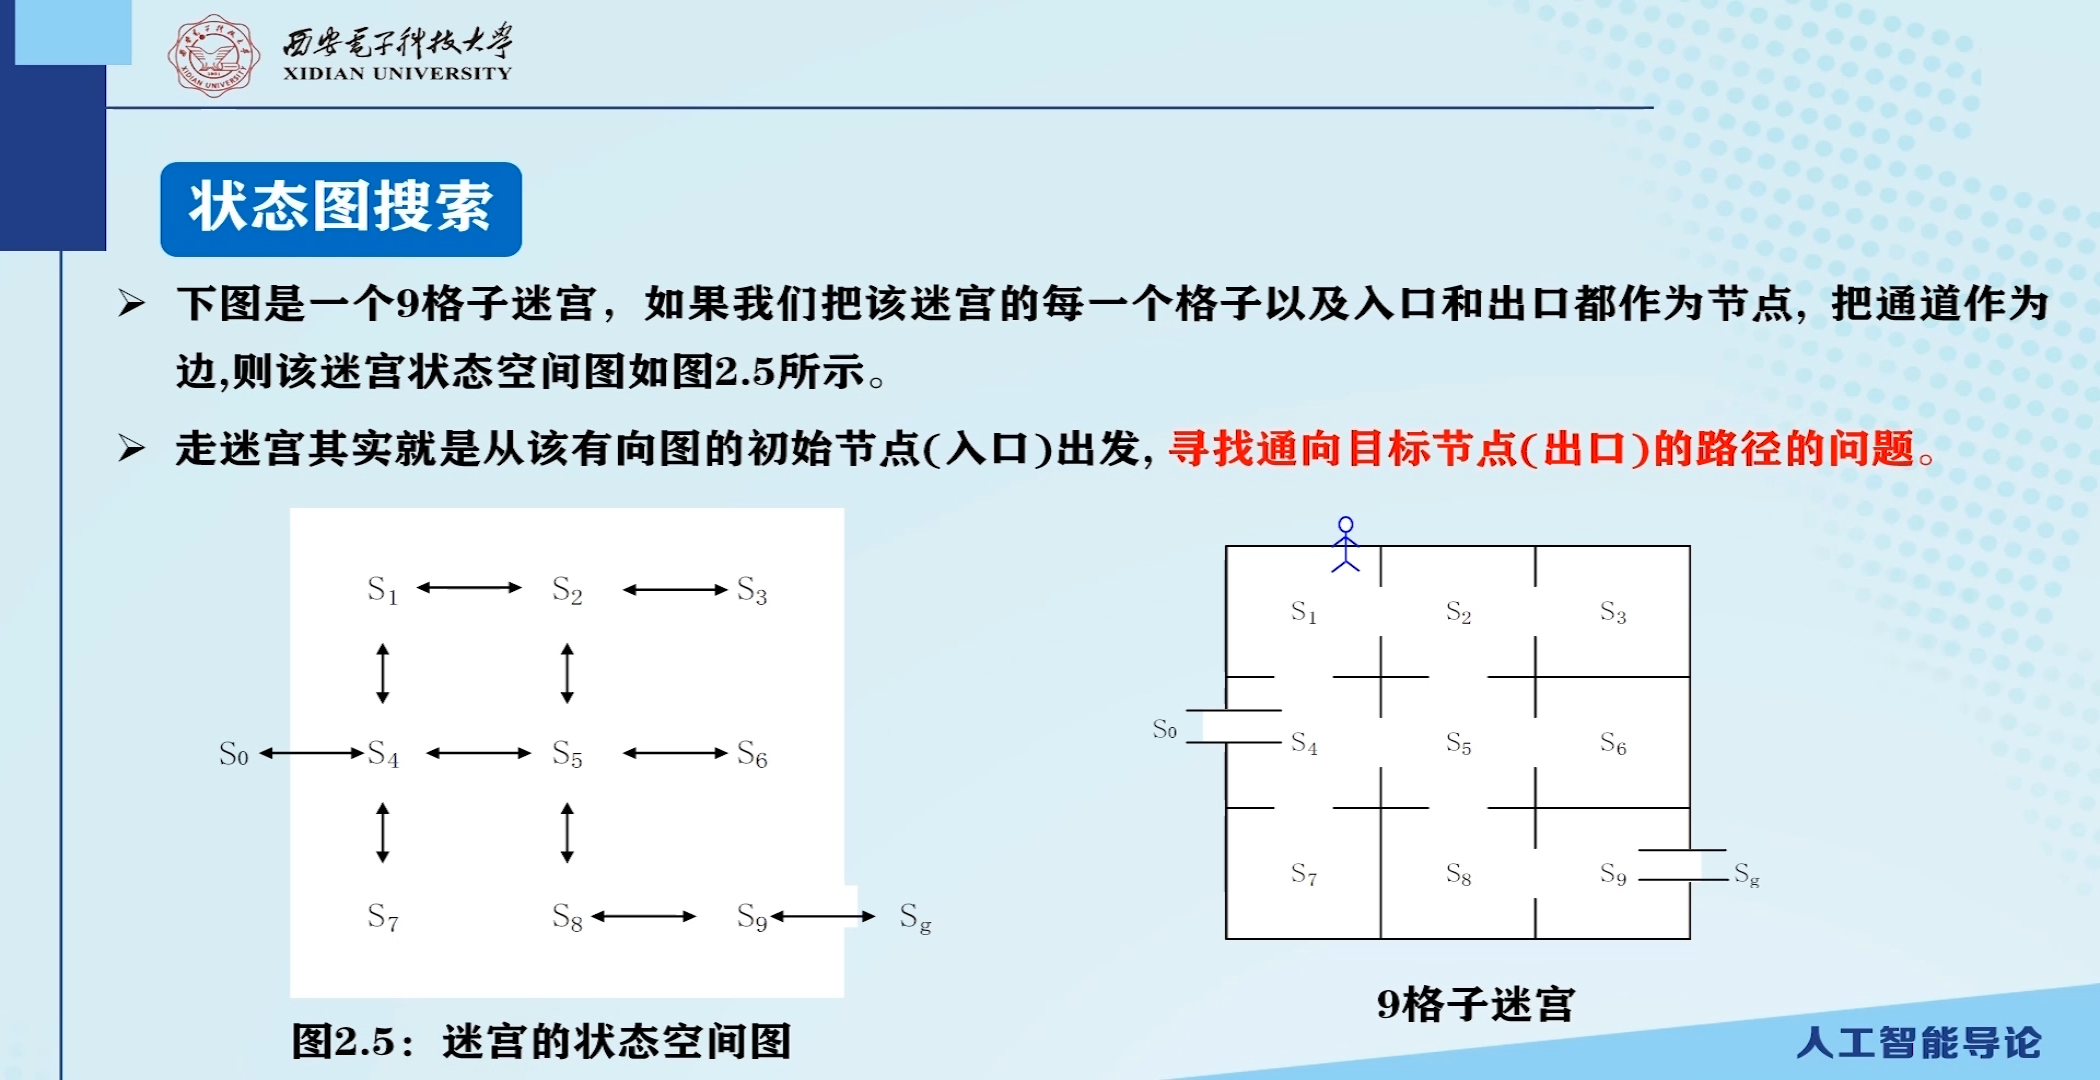 西安电子科技大学
XIDIAN UNIVERSITY
状态图搜索
下图是一个9格子迷宫，如果我们把该迷宫的每一个格子以及入口和出口都作为节点, 把通道作为
边,则该迷宫状态空间图如图2.5所示。
走迷宫其实就是从该有向图的初始节点(入口)出发, 寻找通向目标节点(出口)的路径的问题。
S1 S2 S3
S0 S4 S5 S6
S7 S8 S9 Sg
图2.5：迷宫的状态空间图
S1 S2 S3
S0 S4 S5 S6
S7 S8 S9 Sg
9格子迷宫
人工智能导论